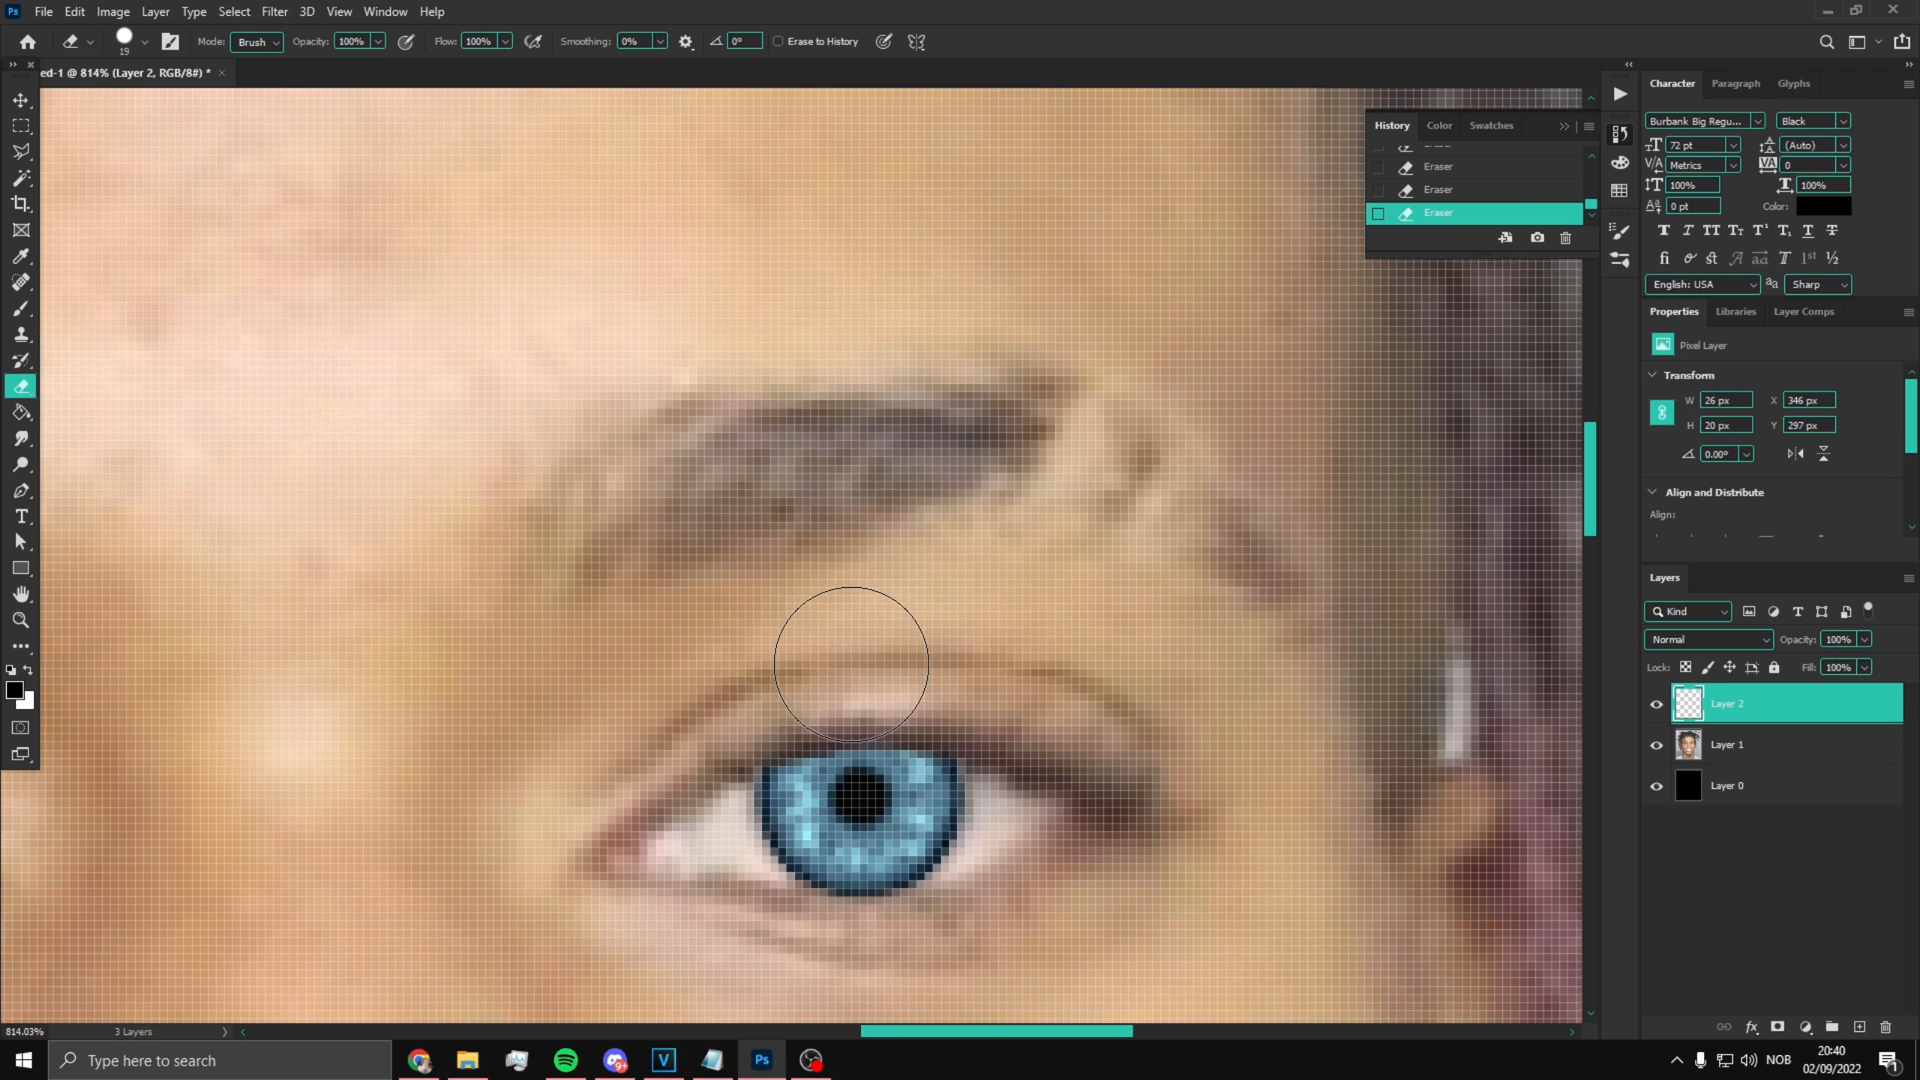 Ps File Edit Image Layer Type Select Filter 3D View Window Help
19 Mode: Brush Opacity: 100% Flow: 100% Smoothing: 0% 0° Erase to History
ed-1 @ 814% (Layer 2, RGB/8#) *
Character Paragraph Glyphs
Burbank Big Regu... Black
72 pt (Auto)
Metrics 0
100% 100%
0 pt Color:
English: USA Sharp
History Color Swatches
Eraser
Eraser
Eraser
Properties Libraries Layer Comps
Pixel Layer
Transform
W 26 px X 346 px
H 20 px Y 297 px
0.00°
Align and Distribute
Align:
Layers
Kind
Normal Opacity: 100%
Lock: Fill: 100%
Layer 2
Layer 1
Layer 0
814.03% 3 Layers
Type here to search
Ps
NOB
20:40
02/09/2022